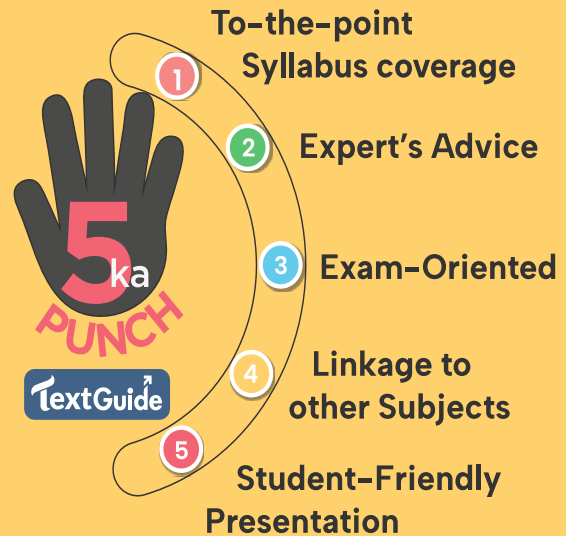 To-the-point
1
Syllabus coverage
2
Expert's Advice
5
ka
PUNCH
3
Exam-Oriented
TextGuide
4
Linkage to
other Subjects
5
Student-Friendly
Presentation